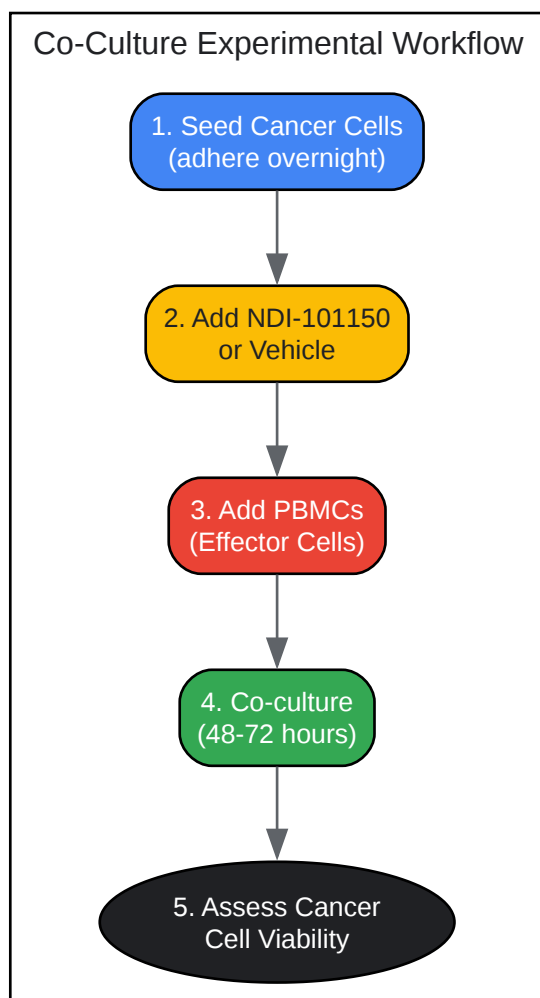 Co-Culture Experimental Workflow
1. Seed Cancer Cells
(adhere overnight)
2. Add NDI-101150
or Vehicle
3. Add PBMCs
(Effector Cells)
4. Co-culture
(48-72 hours)
5. Assess Cancer
Cell Viability